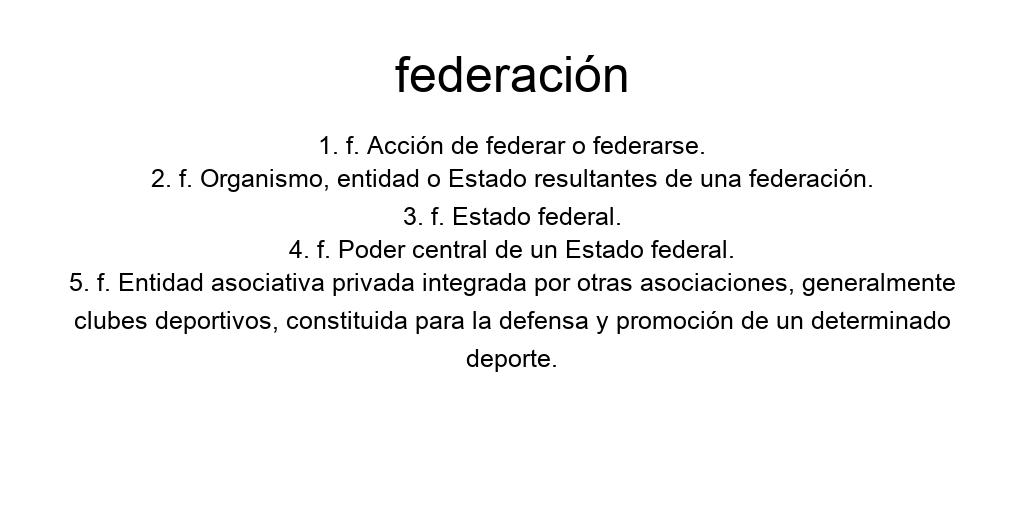 federación
1. f. Acción de federar o federarse.
2. f. Organismo, entidad o Estado resultantes de una federación.
3. f. Estado federal.
4. f. Poder central de un Estado federal.
5. f. Entidad asociativa privada integrada por otras asociaciones, generalmente
clubes deportivos, constituida para la defensa y promoción de un determinado
deporte.